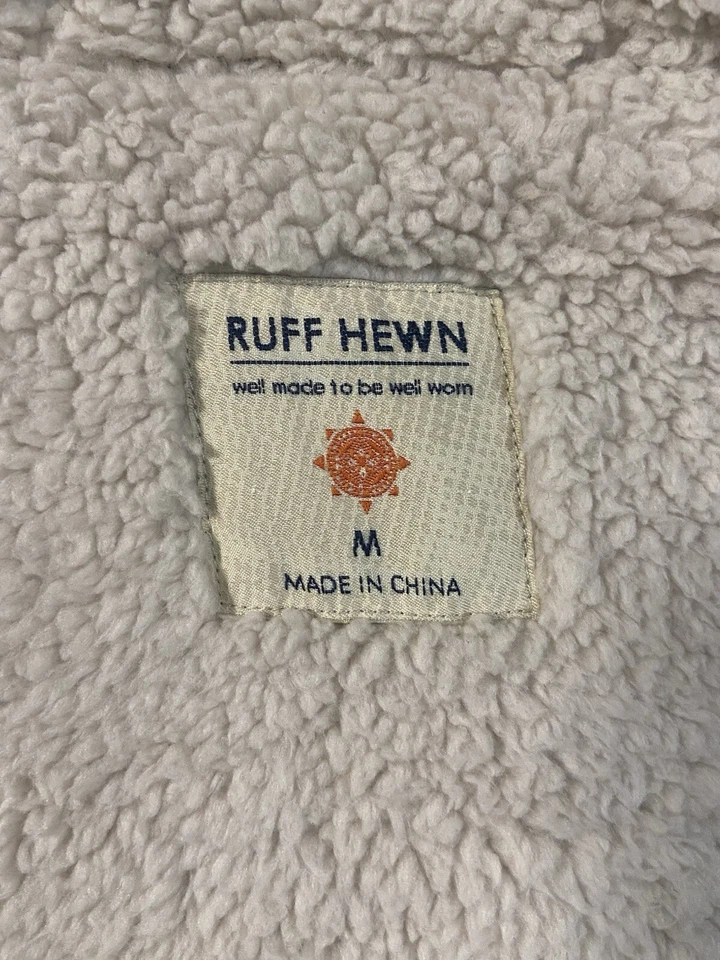 RUFF HEWN
well made to be well worn
M
MADE IN CHINA